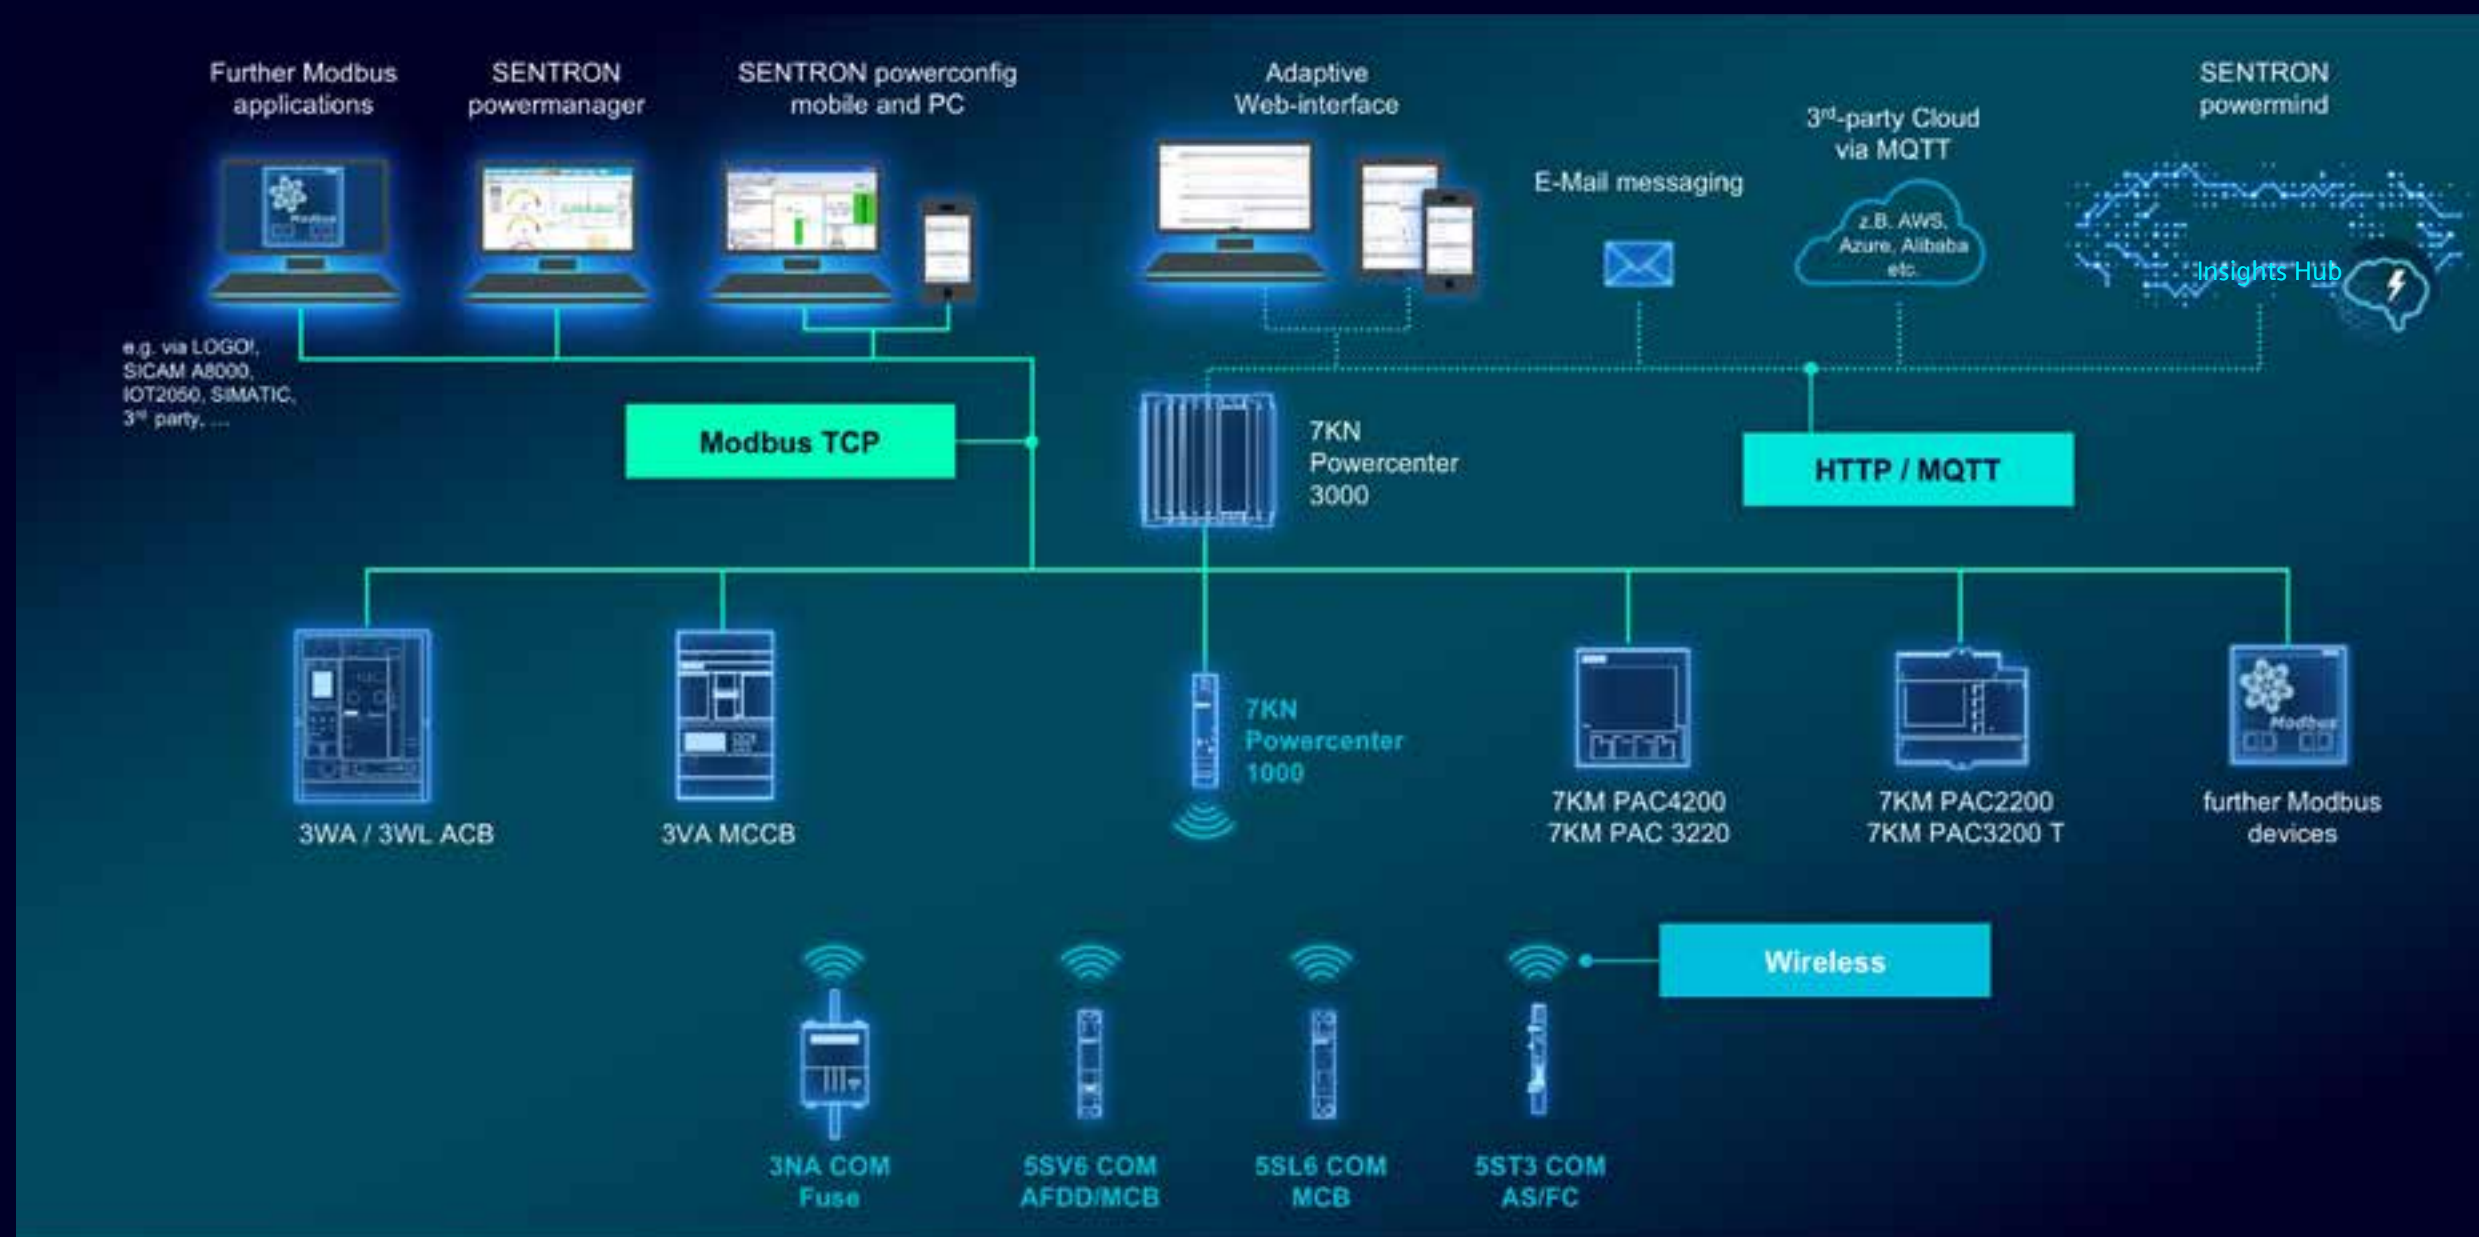 Further Modbus
applications
SENTRON
powermanager
SENTRON powerconfig
mobile and PC
Adaptive
Web-interface
E-Mail messaging
3rd-party Cloud
via MQTT
z.B. AWS,
Azure, Alibaba
etc.
SENTRON
powermind
Insights Hub
Modbus
e.g. via LOGO!,
SICAM A8000,
IOT2050, SIMATIC,
3rd party, ...
Modbus TCP
7KN
Powercenter
3000
HTTP / MQTT
3WA / 3WL ACB
3VA MCCB
7KN
Powercenter
1000
7KM PAC4200
7KM PAC 3220
7KM PAC2200
7KM PAC3200 T
Modbus
further Modbus
devices
Wireless
3NA COM
Fuse
5SV6 COM
AFDD/MCB
5SL6 COM
MCB
5ST3 COM
AS/FC